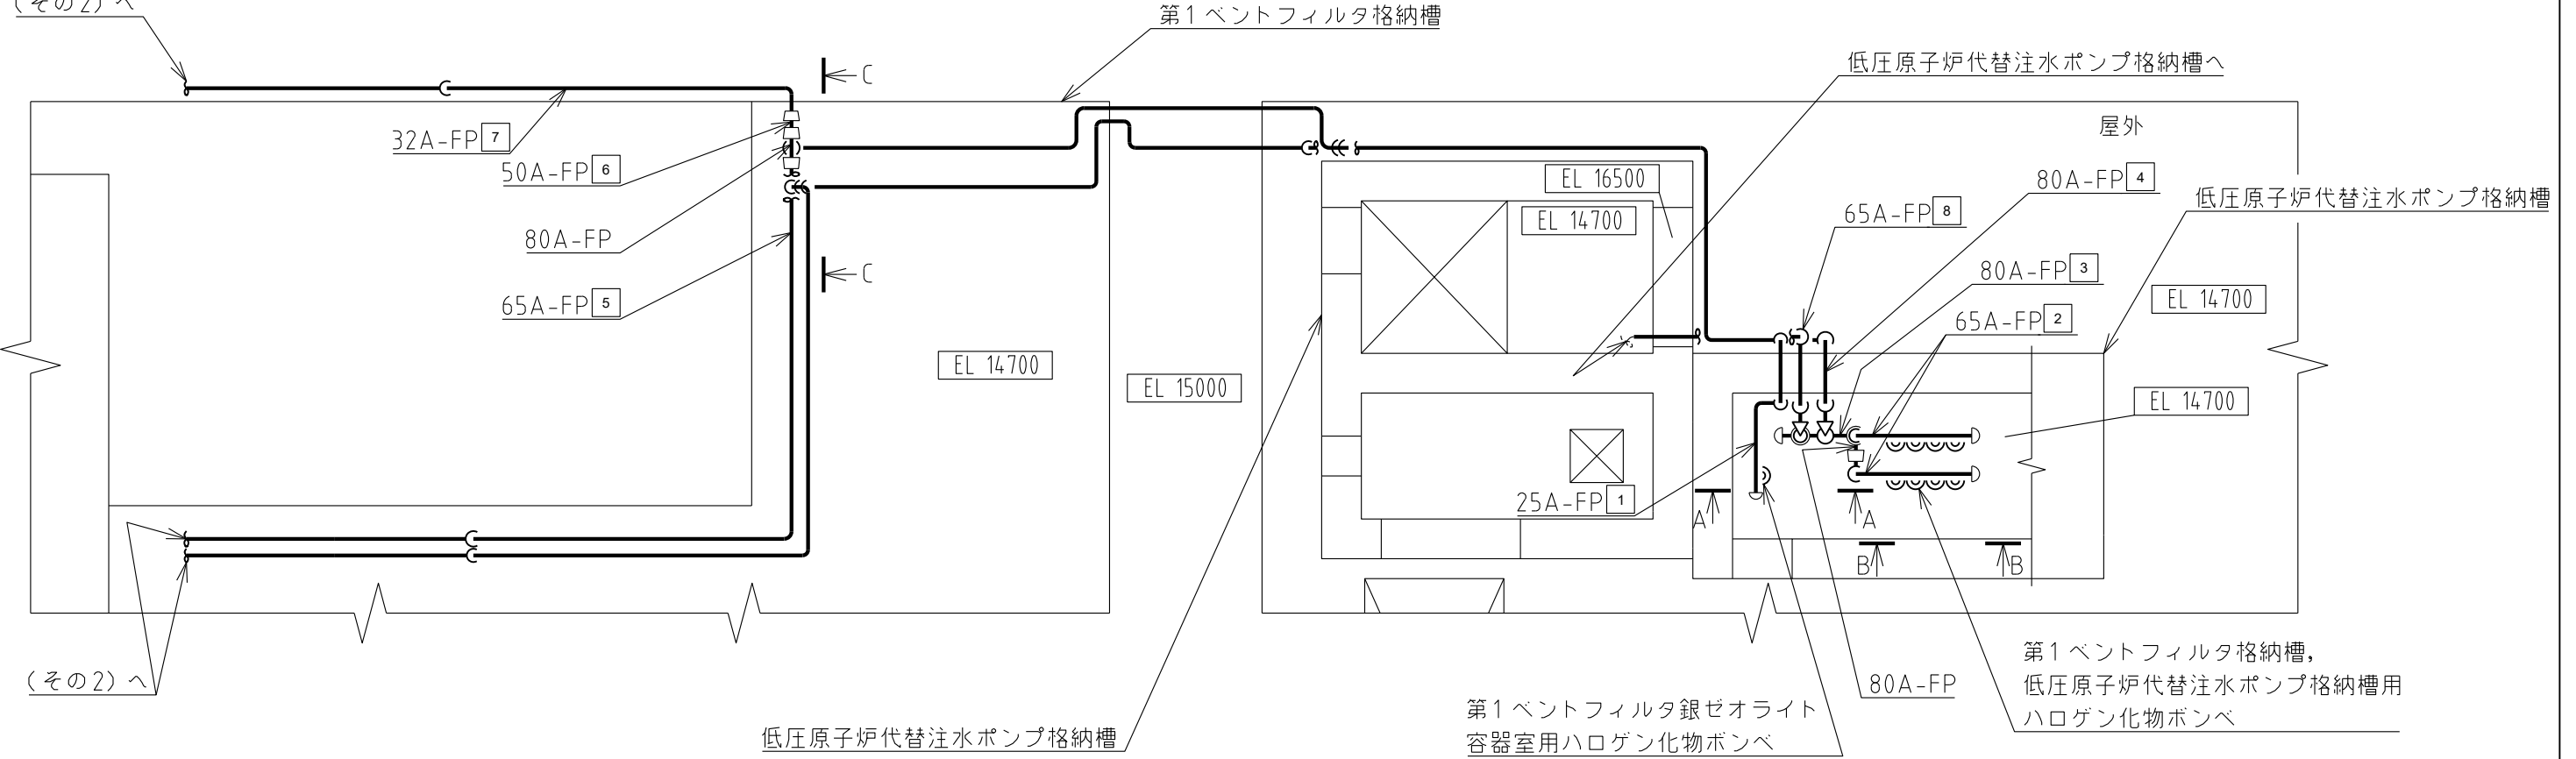 (その2)へ
第1ベントフィルタ格納槽
C
低圧原子炉代替注水ポンプ格納槽へ
屋外
32A-FP 7
50A-FP 6
EL 16500
80A-FP 4
低圧原子炉代替注水ポンプ格納槽
EL 14700
65A-FP 8
80A-FP
C
80A-FP 3
65A-FP 5
EL 14700
65A-FP 2
EL 14700
EL 15000
EL 14700
25A-FP 1
A
A
B
B
(その2)へ
80A-FP
第1ベントフィルタ格納槽,
低圧原子炉代替注水ポンプ格納槽用
ハロゲン化物ボンベ
第1ベントフィルタ銀ゼオライト
容器室用ハロゲン化物ボンベ
低圧原子炉代替注水ポンプ格納槽